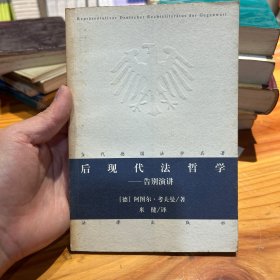 Repräsentative Deutscher Rechtsliteratur der Gegenwart
当代德国法学名著
后现代法哲学
——告别演讲
[德] 阿图尔·考夫曼/著
米健/译
法律出版社